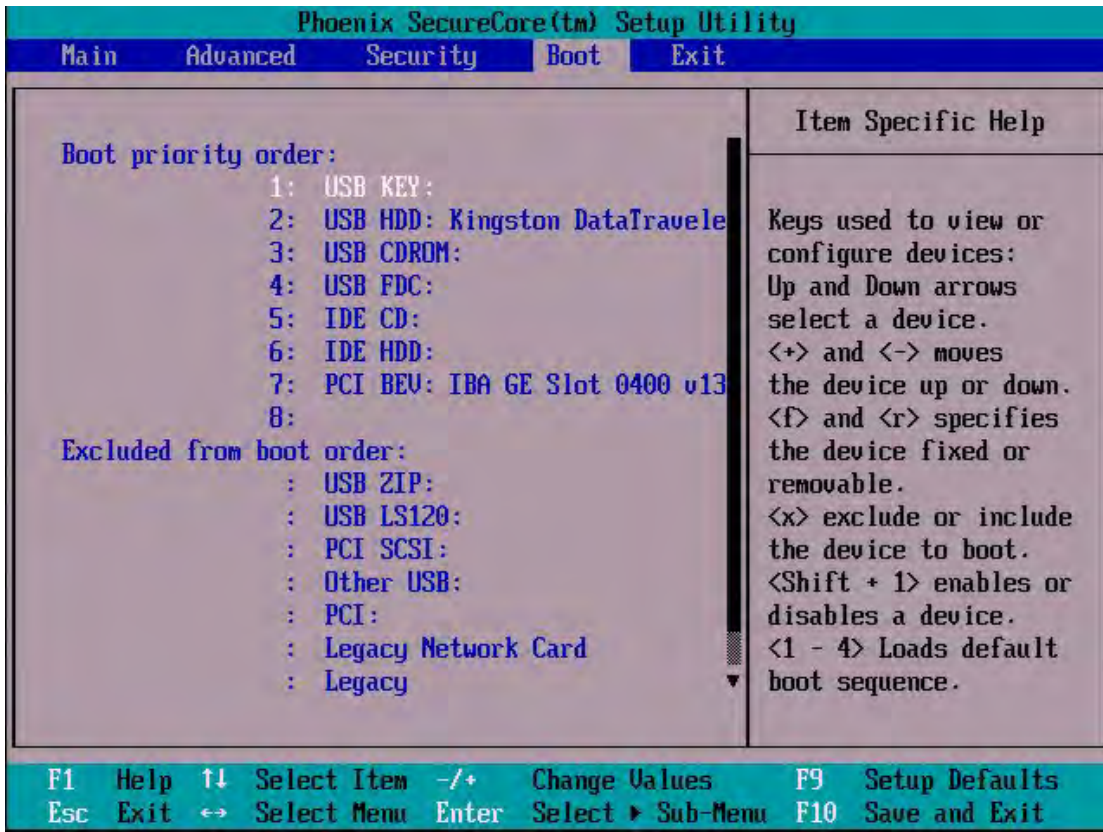 Phoenix SecureCore(tm) Setup Utility
Main Advanced Security Boot Exit
Item Specific Help
Boot priority order:
1: USB KEY:
2: USB HDD: Kingston DataTravele
3: USB CDROM:
4: USB FDC:
5: IDE CD:
6: IDE HDD:
7: PCI BEV: IBA GE Slot 0400 v13
8:
Excluded from boot order:
: USB ZIP:
: USB LS120:
: PCI SCSI:
: Other USB:
: PCI:
: Legacy Network Card
: Legacy
Keys used to view or
configure devices:
Up and Down arrows
select a device.
<+> and <-> moves
the device up or down.
<f> and <r> specifies
the device fixed or
removable.
<x> exclude or include
the device to boot.
<Shift + 1> enables or
disables a device.
<1 - 4> Loads default
boot sequence.
F1 Help ↑↓ Select Item -/+ Change Values F9 Setup Defaults
Esc Exit ↔ Select Menu Enter Select ▶ Sub-Menu F10 Save and Exit